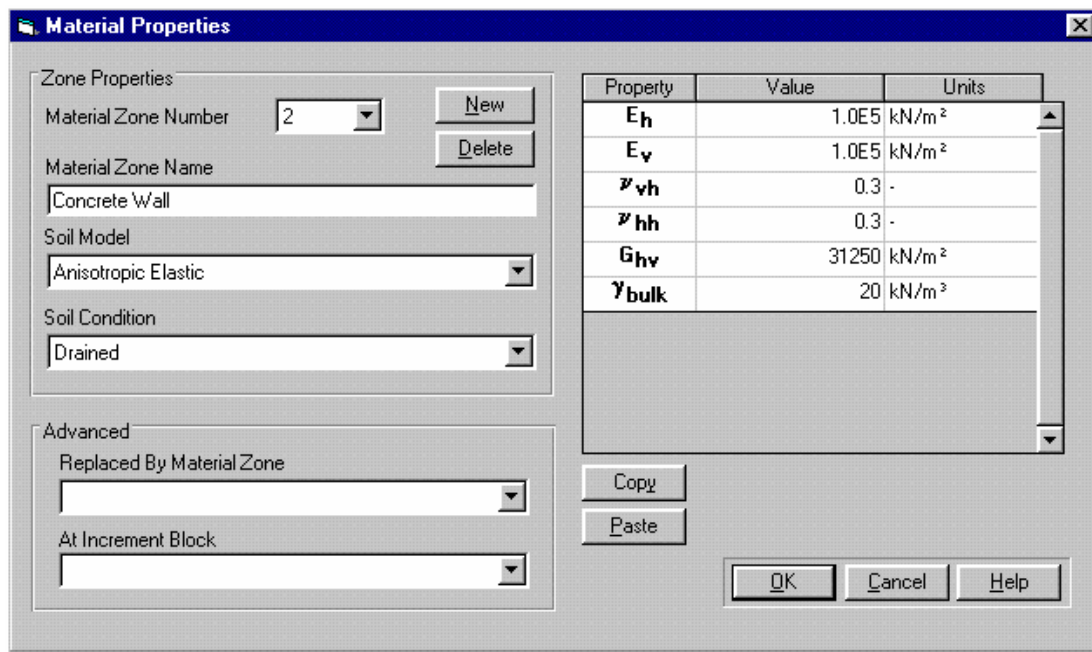 Material Properties
Zone Properties
Material Zone Number 2
New
Delete
Material Zone Name
Concrete Wall
Soil Model
Anisotropic Elastic
Soil Condition
Drained
Advanced
Replaced By Material Zone
At Increment Block
Property Value Units
Eh 1.0E5 kN/m²
Ev 1.0E5 kN/m²
νvh 0.3 -
νhh 0.3 -
Ghv 31250 kN/m²
γbulk 20 kN/m³
Copy
Paste
OK Cancel Help